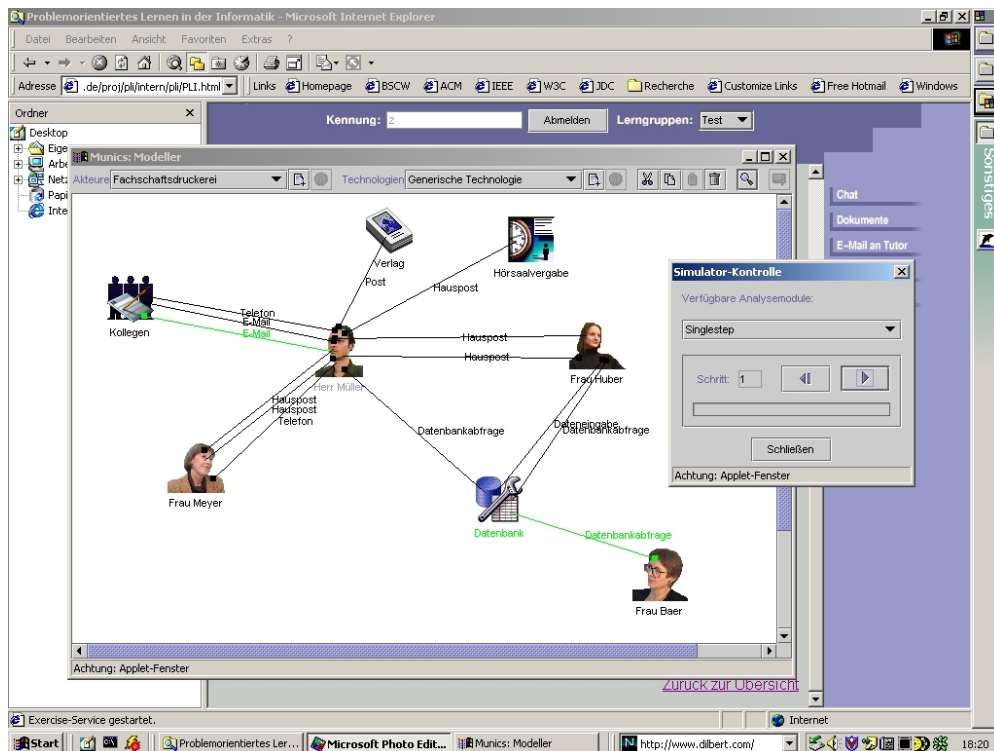 Problemorientiertes Lernen in der Informatik - Microsoft Internet Explorer
Datei Bearbeiten Ansicht Favoriten Extras ?
Adresse .de/proj/pli/intern/pli/PLI.html Links Homepage BSCW ACM IEEE W3C JDC Recherche Customize Links Free Hotmail Windows
Ordner
Desktop
Eige
Arbe
Netz
Papi
Inte
Kennung: 2 Abmelden Lerngruppen: Test
Munics: Modeller
Akteure Fachschaftsdruckerei Technologien Generische Technologie
Verlag
Hörsaalvergabe
Post
Hauspost
Kollegen
Telefon
E-Mail
E-Mail
Hauspost
Hauspost
Herr Müller
Frau Huber
Hauspost
Hauspost
Telefon
Datenbankabfrage
Dateneingabe
Datenbankabfrage
Frau Meyer
Datenbank
Datenbankabfrage
Frau Baer
Achtung: Applet-Fenster
Simulator-Kontrolle
Verfügbare Analysemodule:
Singlestep
Schritt: 1
Schließen
Achtung: Applet-Fenster
Chat
Dokumente
E-Mail an Tutor
Sonstiges
Zurück zur Übersicht
Exercise-Service gestartet.
Internet
Start Problemorientiertes Ler... Microsoft Photo Edit... Munics: Modeller http://www.dilbert.com/ 18:20